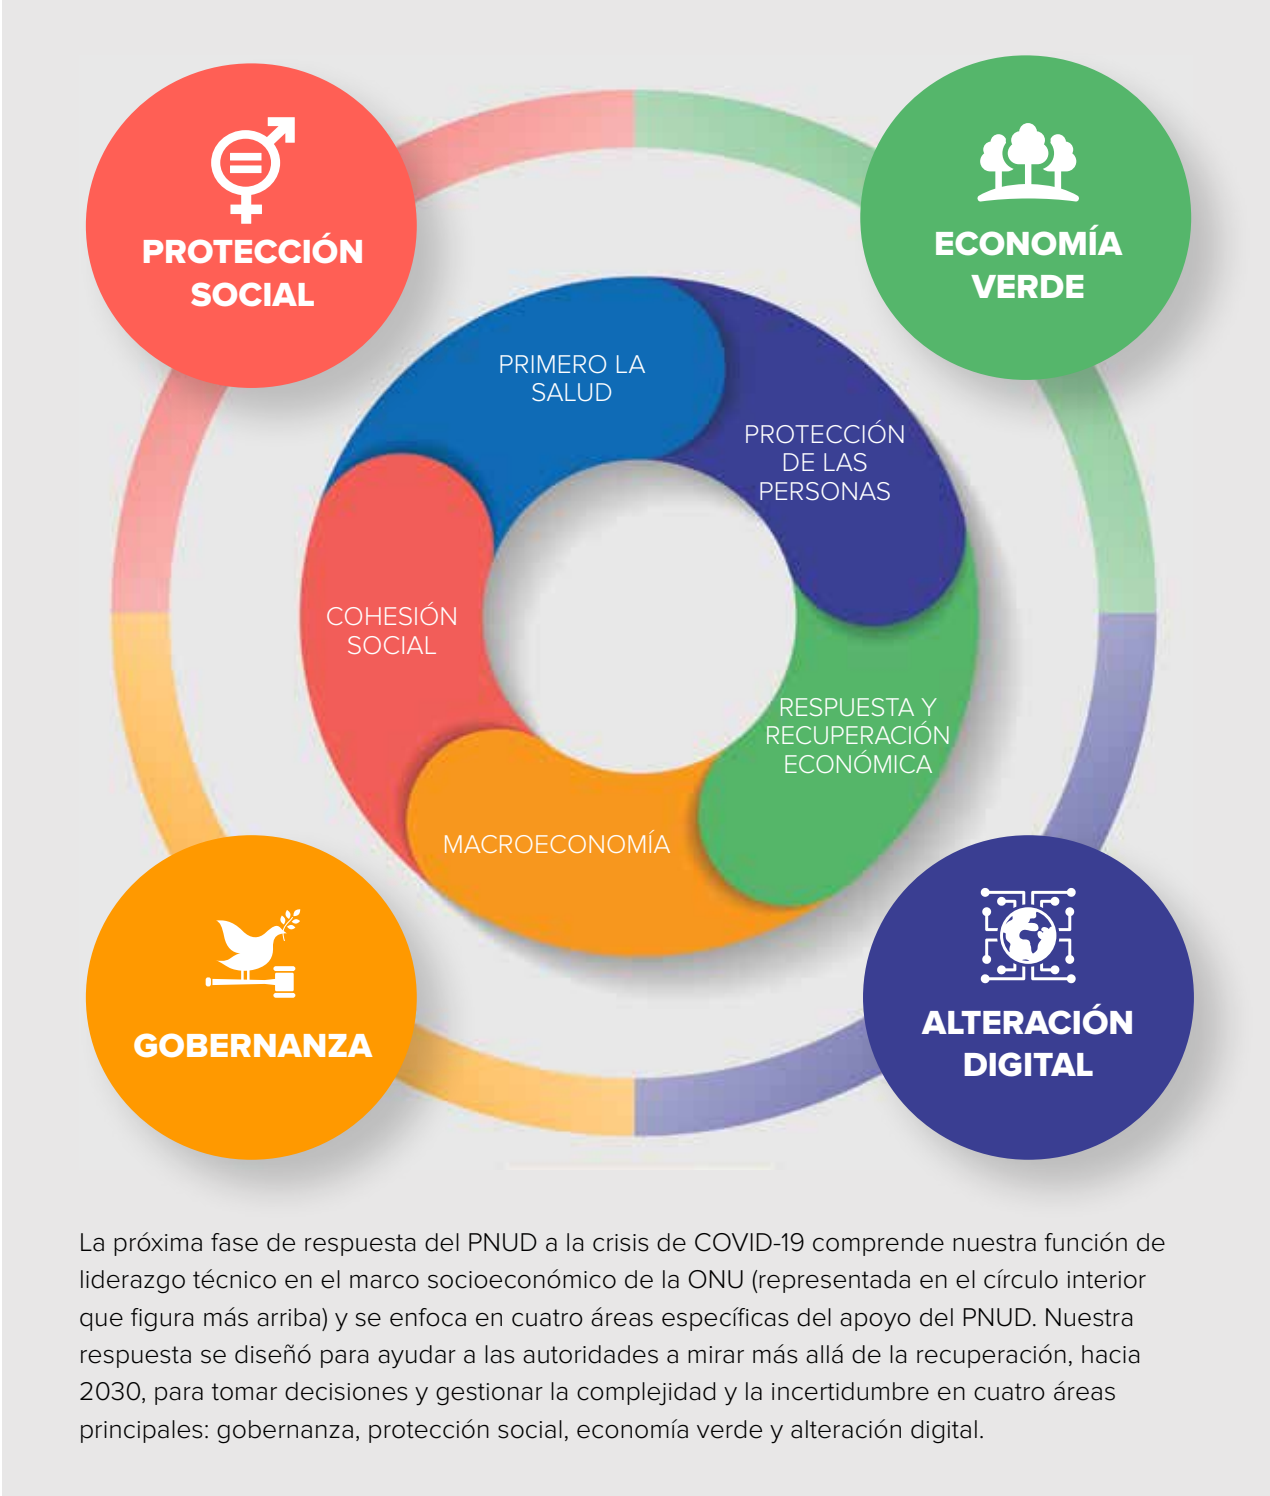 PROTECCIÓN
SOCIAL
ECONOMÍA
VERDE
PRIMERO LA
SALUD
PROTECCIÓN
DE LAS
PERSONAS
COHESIÓN
SOCIAL
RESPUESTA Y
RECUPERACIÓN
ECONÓMICA
MACROECONOMÍA
GOBERNANZA
ALTERACIÓN
DIGITAL
La próxima fase de respuesta del PNUD a la crisis de COVID-19 comprende nuestra función de
liderazgo técnico en el marco socioeconómico de la ONU (representada en el círculo interior
que figura más arriba) y se enfoca en cuatro áreas específicas del apoyo del PNUD. Nuestra
respuesta se diseñó para ayudar a las autoridades a mirar más allá de la recuperación, hacia
2030, para tomar decisiones y gestionar la complejidad y la incertidumbre en cuatro áreas
principales: gobernanza, protección social, economía verde y alteración digital.